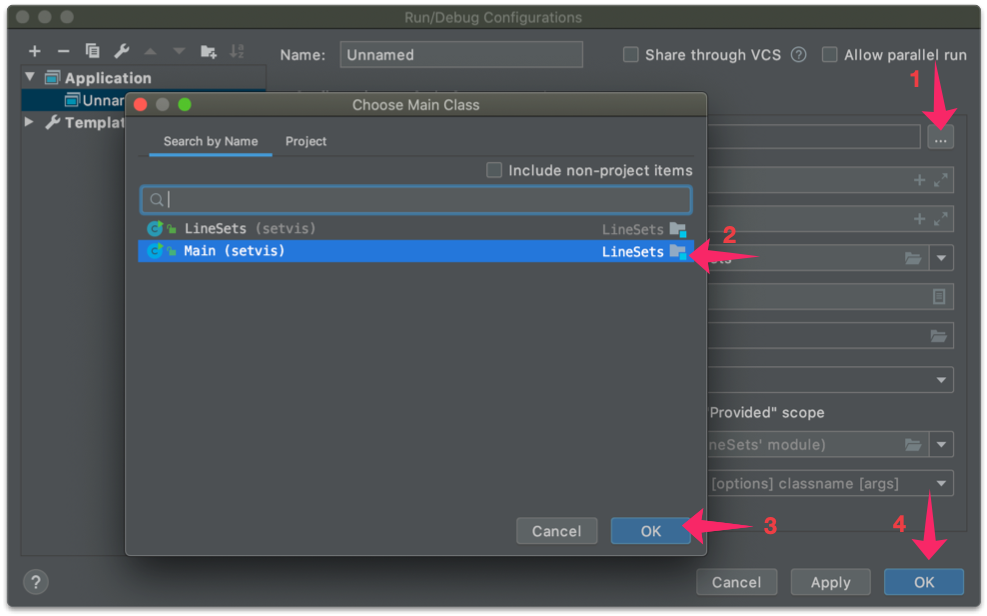 Run/Debug Configurations
Name: Unnamed Share through VCS ? Allow parallel run
1
Application
Unnar
Templat
Choose Main Class
Search by Name Project
Include non-project items
...
LineSets (setvis) LineSets
Main (setvis) LineSets
2
Provided" scope
neSets' module)
[options] classname [args]
Cancel OK
3
4
? Cancel Apply OK